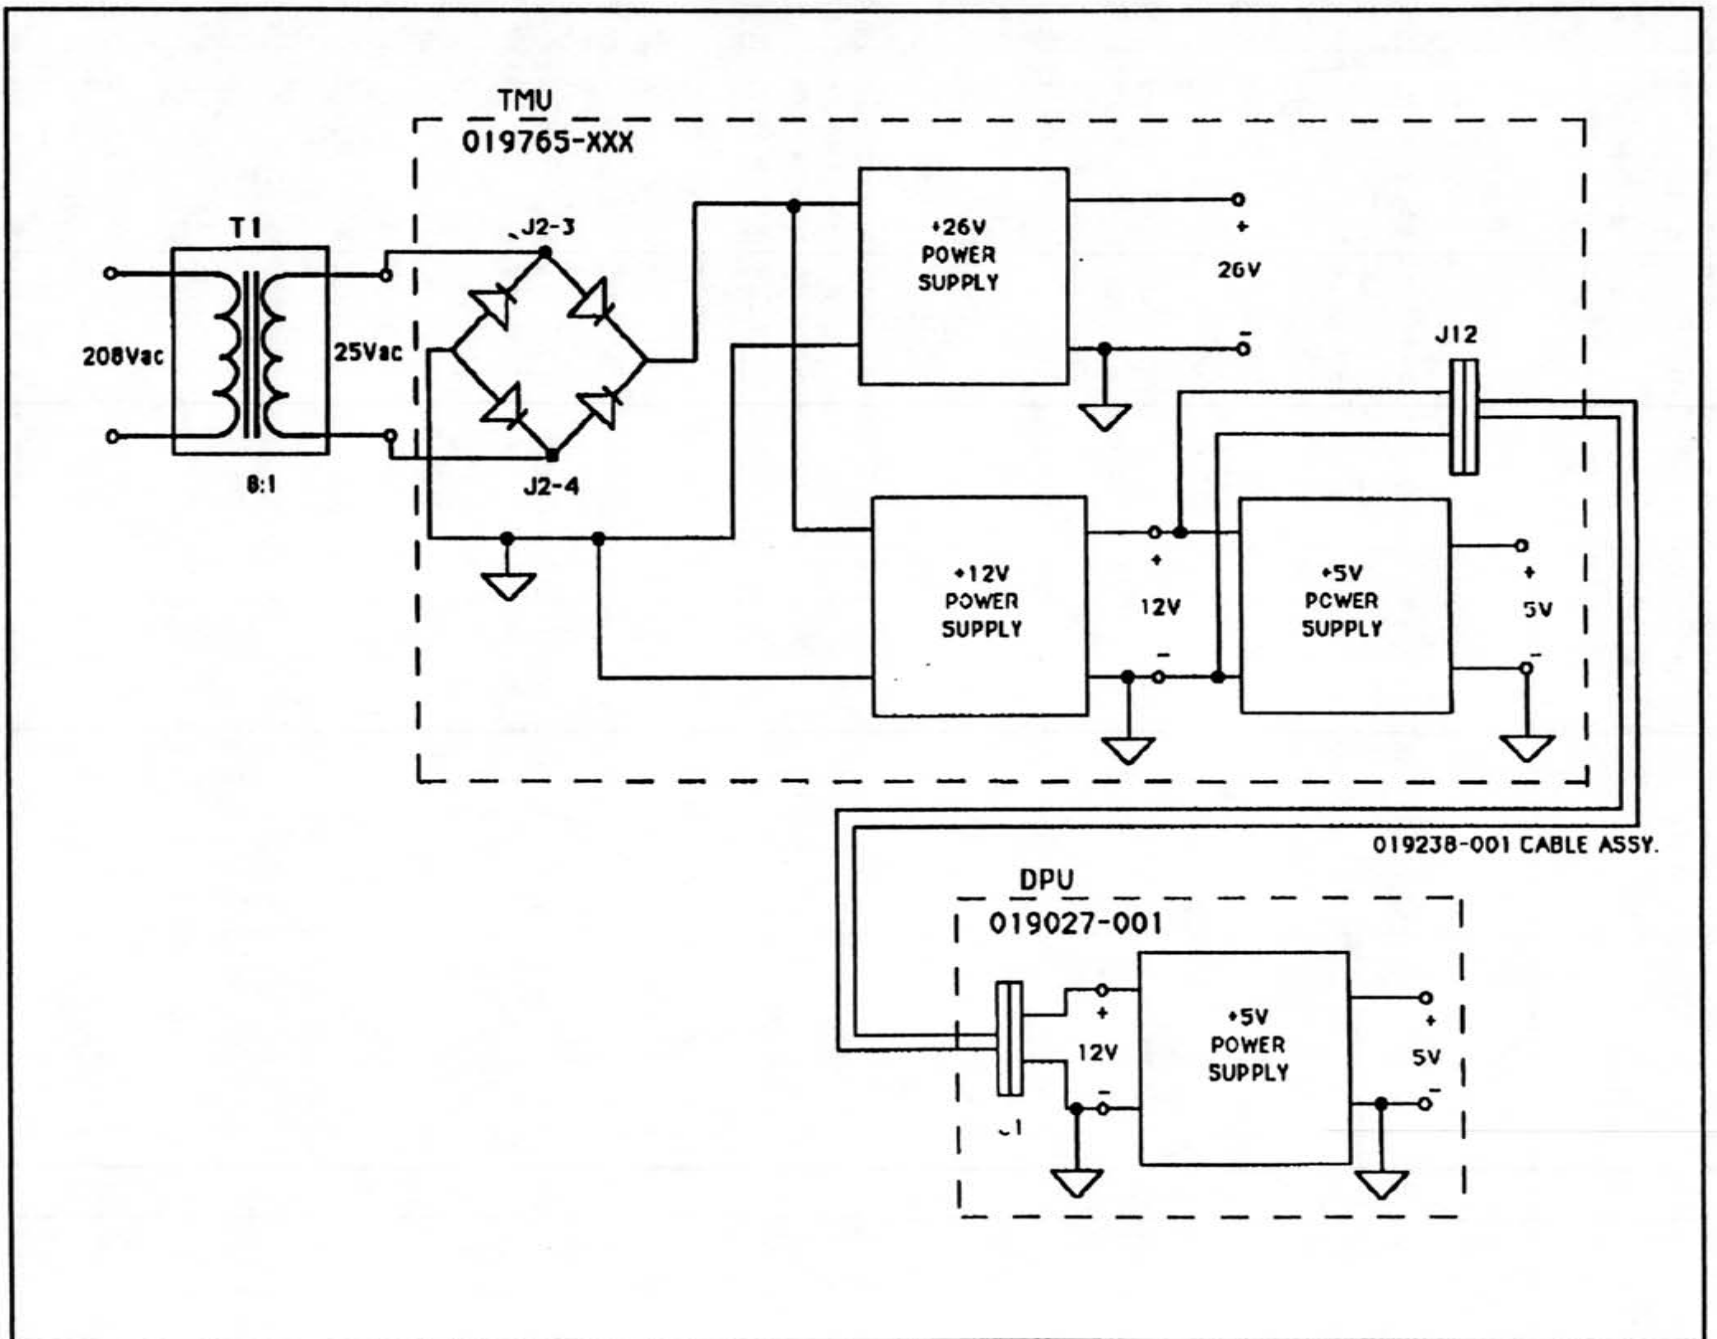 TMU
019765-XXX
T1
J2-3
208Vac
25Vac
8:1
J2-4
+26V
POWER
SUPPLY
+
26V
-
J12
+12V
POWER
SUPPLY
+
12V
-
+5V
POWER
SUPPLY
+
5V
-
019238-001 CABLE ASSY.
DPU
019027-001
+
12V
-
+5V
POWER
SUPPLY
+
5V
-